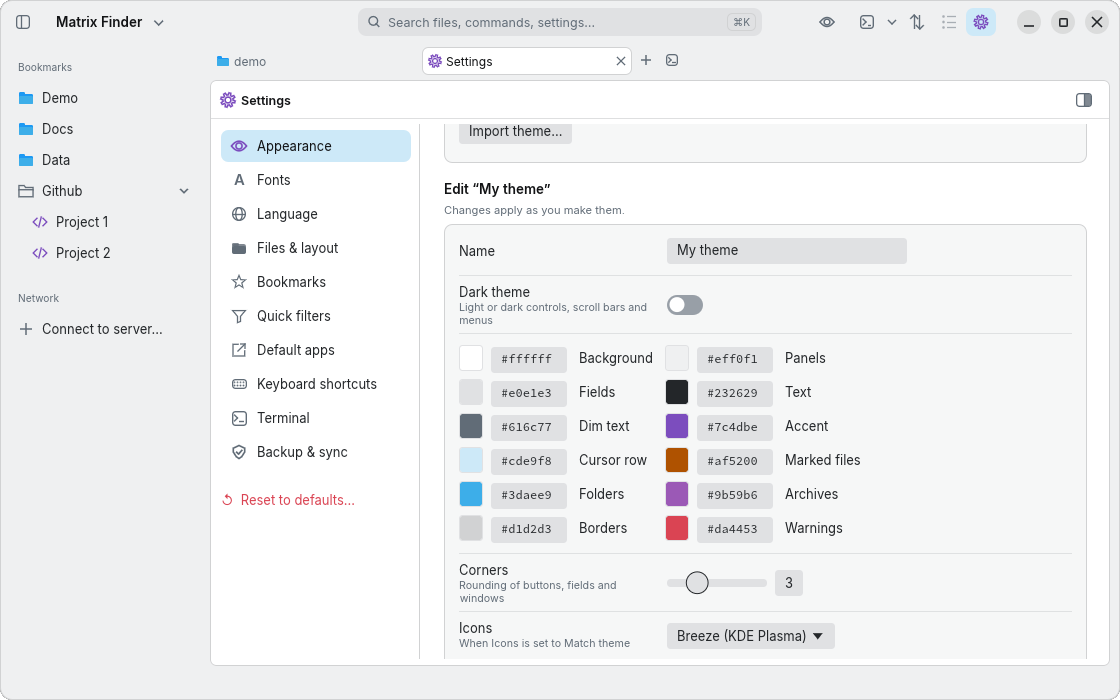 Matrix Finder
Search files, commands, settings...
⌘K
Bookmarks
Demo
Docs
Data
Github
Project 1
Project 2
Network
Connect to server...
demo
Settings
Settings
Appearance
Fonts
Language
Files & layout
Bookmarks
Quick filters
Default apps
Keyboard shortcuts
Terminal
Backup & sync
Reset to defaults...
Import theme...
Edit “My theme”
Changes apply as you make them.
Name
My theme
Dark theme
Light or dark controls, scroll bars and
menus
#ffffff Background #eff0f1 Panels
#e0e1e3 Fields #232629 Text
#616c77 Dim text #7c4dbe Accent
#cde9f8 Cursor row #af5200 Marked files
#3daee9 Folders #9b59b6 Archives
#d1d2d3 Borders #da4453 Warnings
Corners
Rounding of buttons, fields and
windows
3
Icons
When Icons is set to Match theme
Breeze (KDE Plasma)